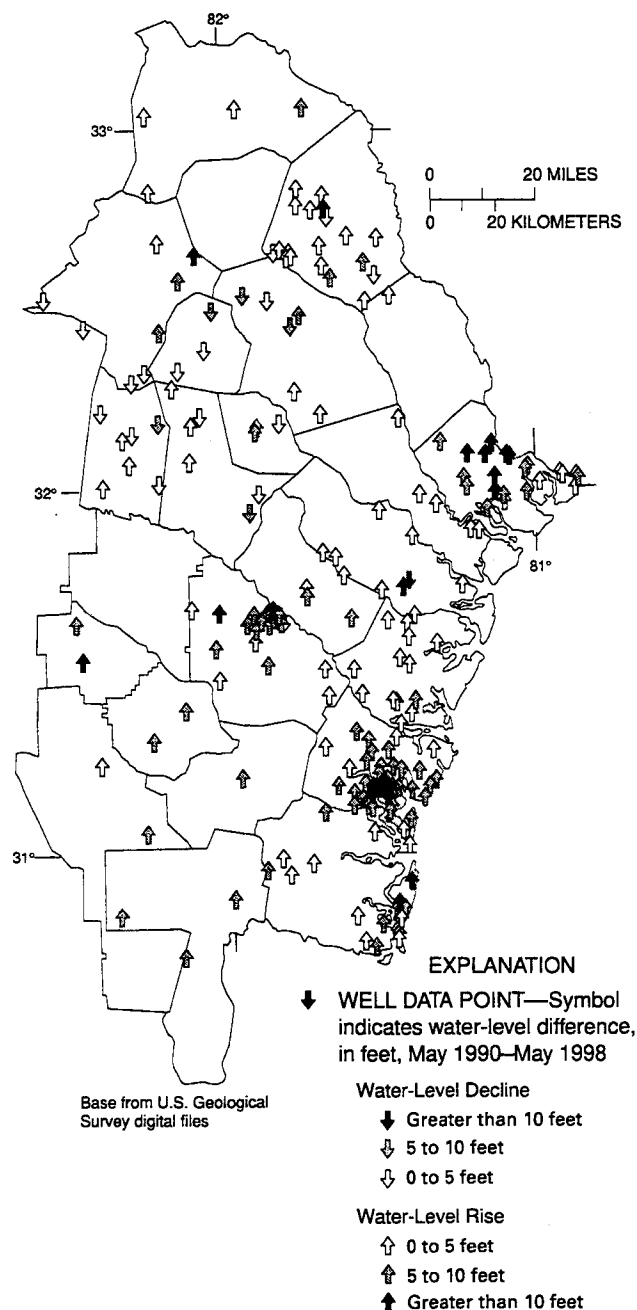 82°
33°
0 20 MILES
0 20 KILOMETERS
32°
81°
31°
EXPLANATION
WELL DATA POINT—Symbol
indicates water-level difference,
in feet, May 1990–May 1998
Base from U.S. Geological
Survey digital files
Water-Level Decline
Greater than 10 feet
5 to 10 feet
0 to 5 feet
Water-Level Rise
0 to 5 feet
5 to 10 feet
Greater than 10 feet